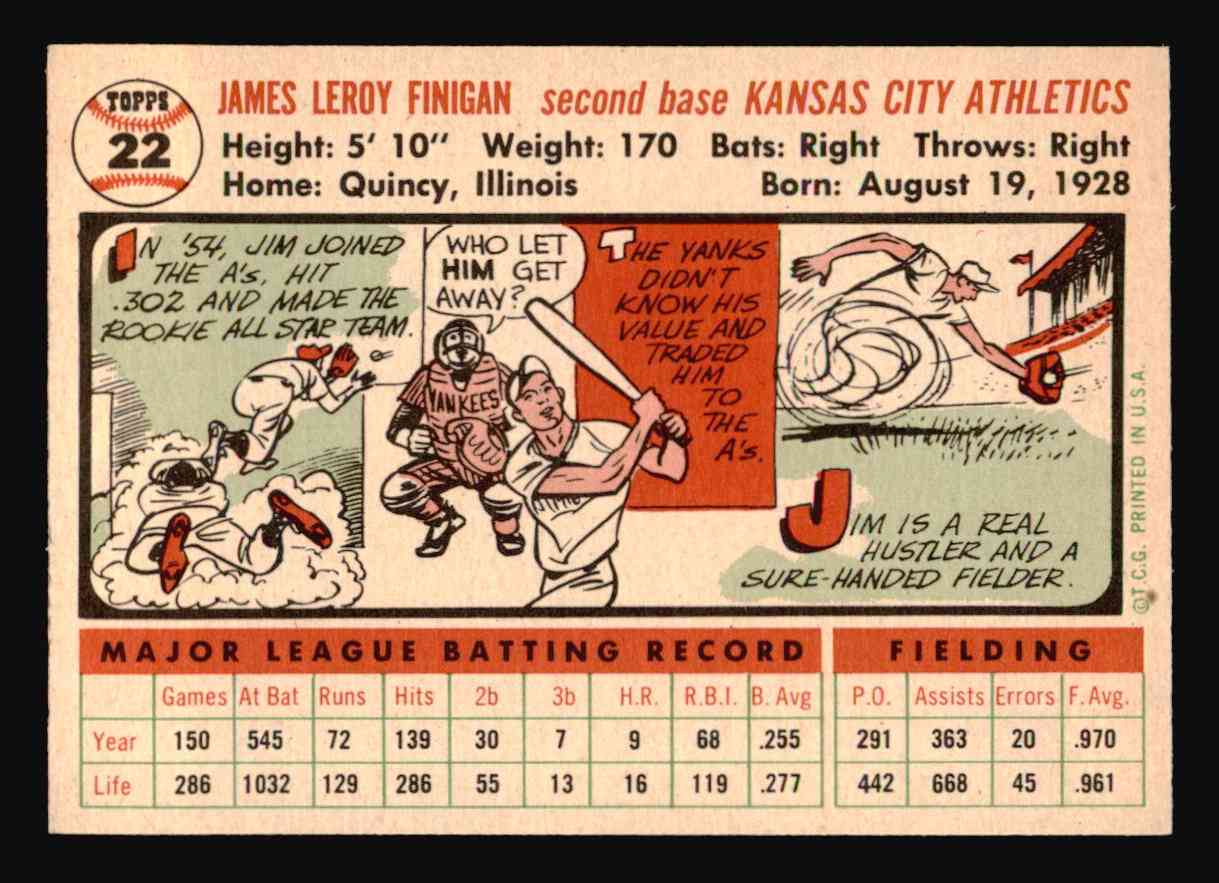 TOPPS
22
JAMES LEROY FINIGAN second base KANSAS CITY ATHLETICS
Height: 5' 10" Weight: 170 Bats: Right Throws: Right
Home: Quincy, Illinois Born: August 19, 1928
IN '54, JIM JOINED
THE A's, HIT
.302 AND MADE THE
ROOKIE ALL STAR TEAM.
WHO LET
HIM GET
AWAY?
YANKEES
THE YANKS
DIDN'T
KNOW HIS
VALUE AND
TRADED
HIM
TO
THE
A's.
JIM IS A REAL
HUSTLER AND A
SURE-HANDED FIELDER.
©T.C.G. PRINTED IN U.S.A.
MAJOR LEAGUE BATTING RECORD FIELDING
Games At Bat Runs Hits 2b 3b H.R. R.B.I. B. Avg P.O. Assists Errors F. Avg.
Year 150 545 72 139 30 7 9 68 .255 291 363 20 .970
Life 286 1032 129 286 55 13 16 119 .277 442 668 45 .961